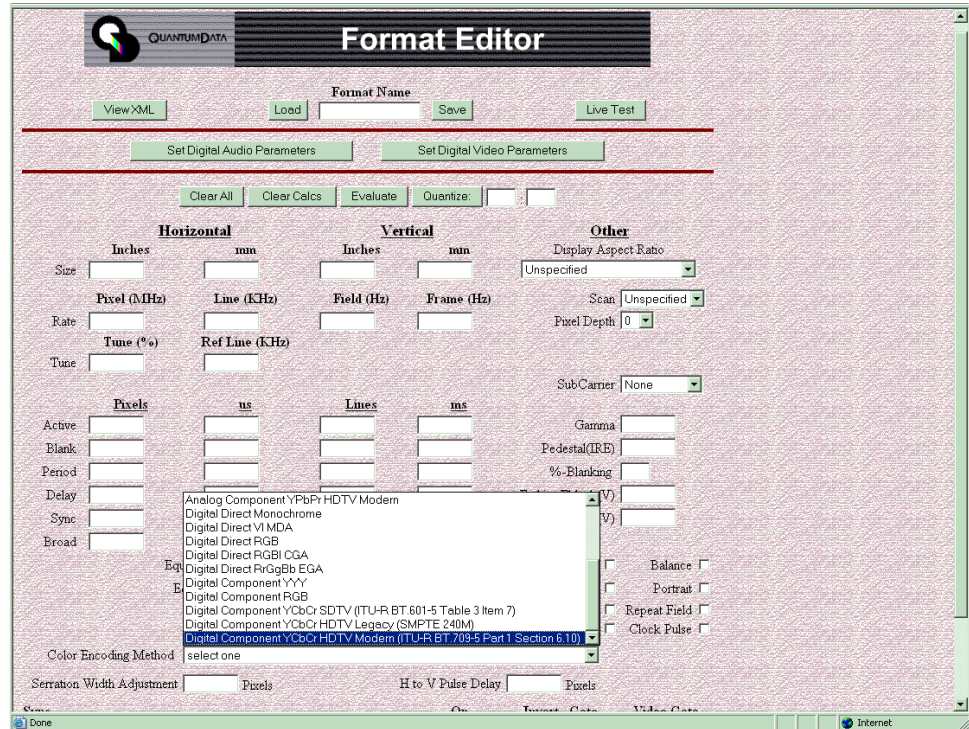 QUANTUMDATA
Format Editor
Format Name
View XML Load Save Live Test
Set Digital Audio Parameters Set Digital Video Parameters
Clear All Clear Calcs Evaluate Quantize: :
Horizontal Vertical Other
Inches mm Inches mm Display Aspect Ratio
Size Unspecified
Pixel (MHz) Line (KHz) Field (Hz) Frame (Hz) Scan Unspecified
Rate Pixel Depth 0
Tune (%) Ref Line (KHz)
Tune
SubCarrier None
Pixels us Lines ms
Active Gamma
Blank Pedestal(IRE)
Period %-Blanking
Delay V)
Sync V)
Broad
Analog Component YPbPr HDTV Modern
Digital Direct Monochrome
Digital Direct VI MDA
Digital Direct RGB
Digital Direct RGBI CGA
Digital Direct RrGgBb EGA
Digital Component YYY
Digital Component RGB
Digital Component YCbCr SDTV (ITU-R BT.601-5 Table 3 Item 7)
Digital Component YCbCr HDTV Legacy (SMPTE 240M)
Digital Component YCbCr HDTV Modern (ITU-R BT.709-5 Part 1 Section 6.10)
Balance
Portrait
Repeat Field
Clock Pulse
Color Encoding Method select one
Serration Width Adjustment Pixels H to V Pulse Delay Pixels
Done Internet